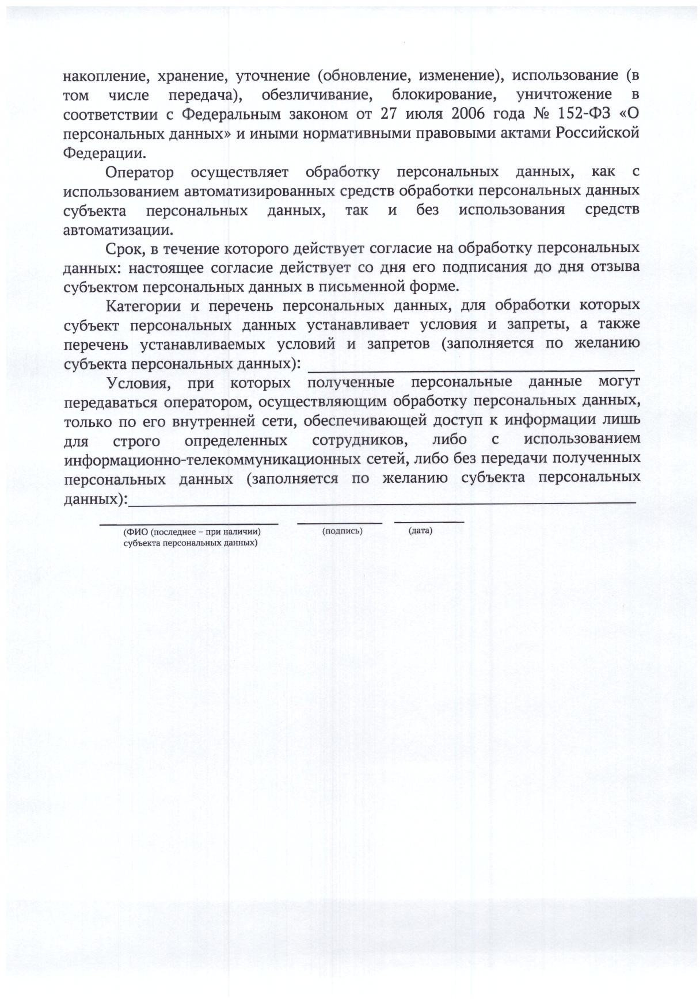 накопление, хранение, уточнение (обновление, изменение), использование (в
том числе передача), обезличивание, блокирование, уничтожение в
соответствии с Федеральным законом от 27 июля 2006 года № 152-ФЗ «О
персональных данных» и иными нормативными правовыми актами Российской
Федерации.
Оператор осуществляет обработку персональных данных, как с
использованием автоматизированных средств обработки персональных данных
субъекта персональных данных, так и без использования средств
автоматизации.
Срок, в течение которого действует согласие на обработку персональных
данных: настоящее согласие действует со дня его подписания до дня отзыва
субъектом персональных данных в письменной форме.
Категории и перечень персональных данных, для обработки которых
субъект персональных данных устанавливает условия и запреты, а также
перечень устанавливаемых условий и запретов (заполняется по желанию
субъекта персональных данных):
Условия, при которых полученные персональные данные могут
передаваться оператором, осуществляющим обработку персональных данных,
только по его внутренней сети, обеспечивающей доступ к информации лишь
для строго определенных сотрудников, либо с использованием
информационно-телекоммуникационных сетей, либо без передачи полученных
персональных данных (заполняется по желанию субъекта персональных
данных):
(ФИО (последнее – при наличии) (подпись) (дата)
субъекта персональных данных)